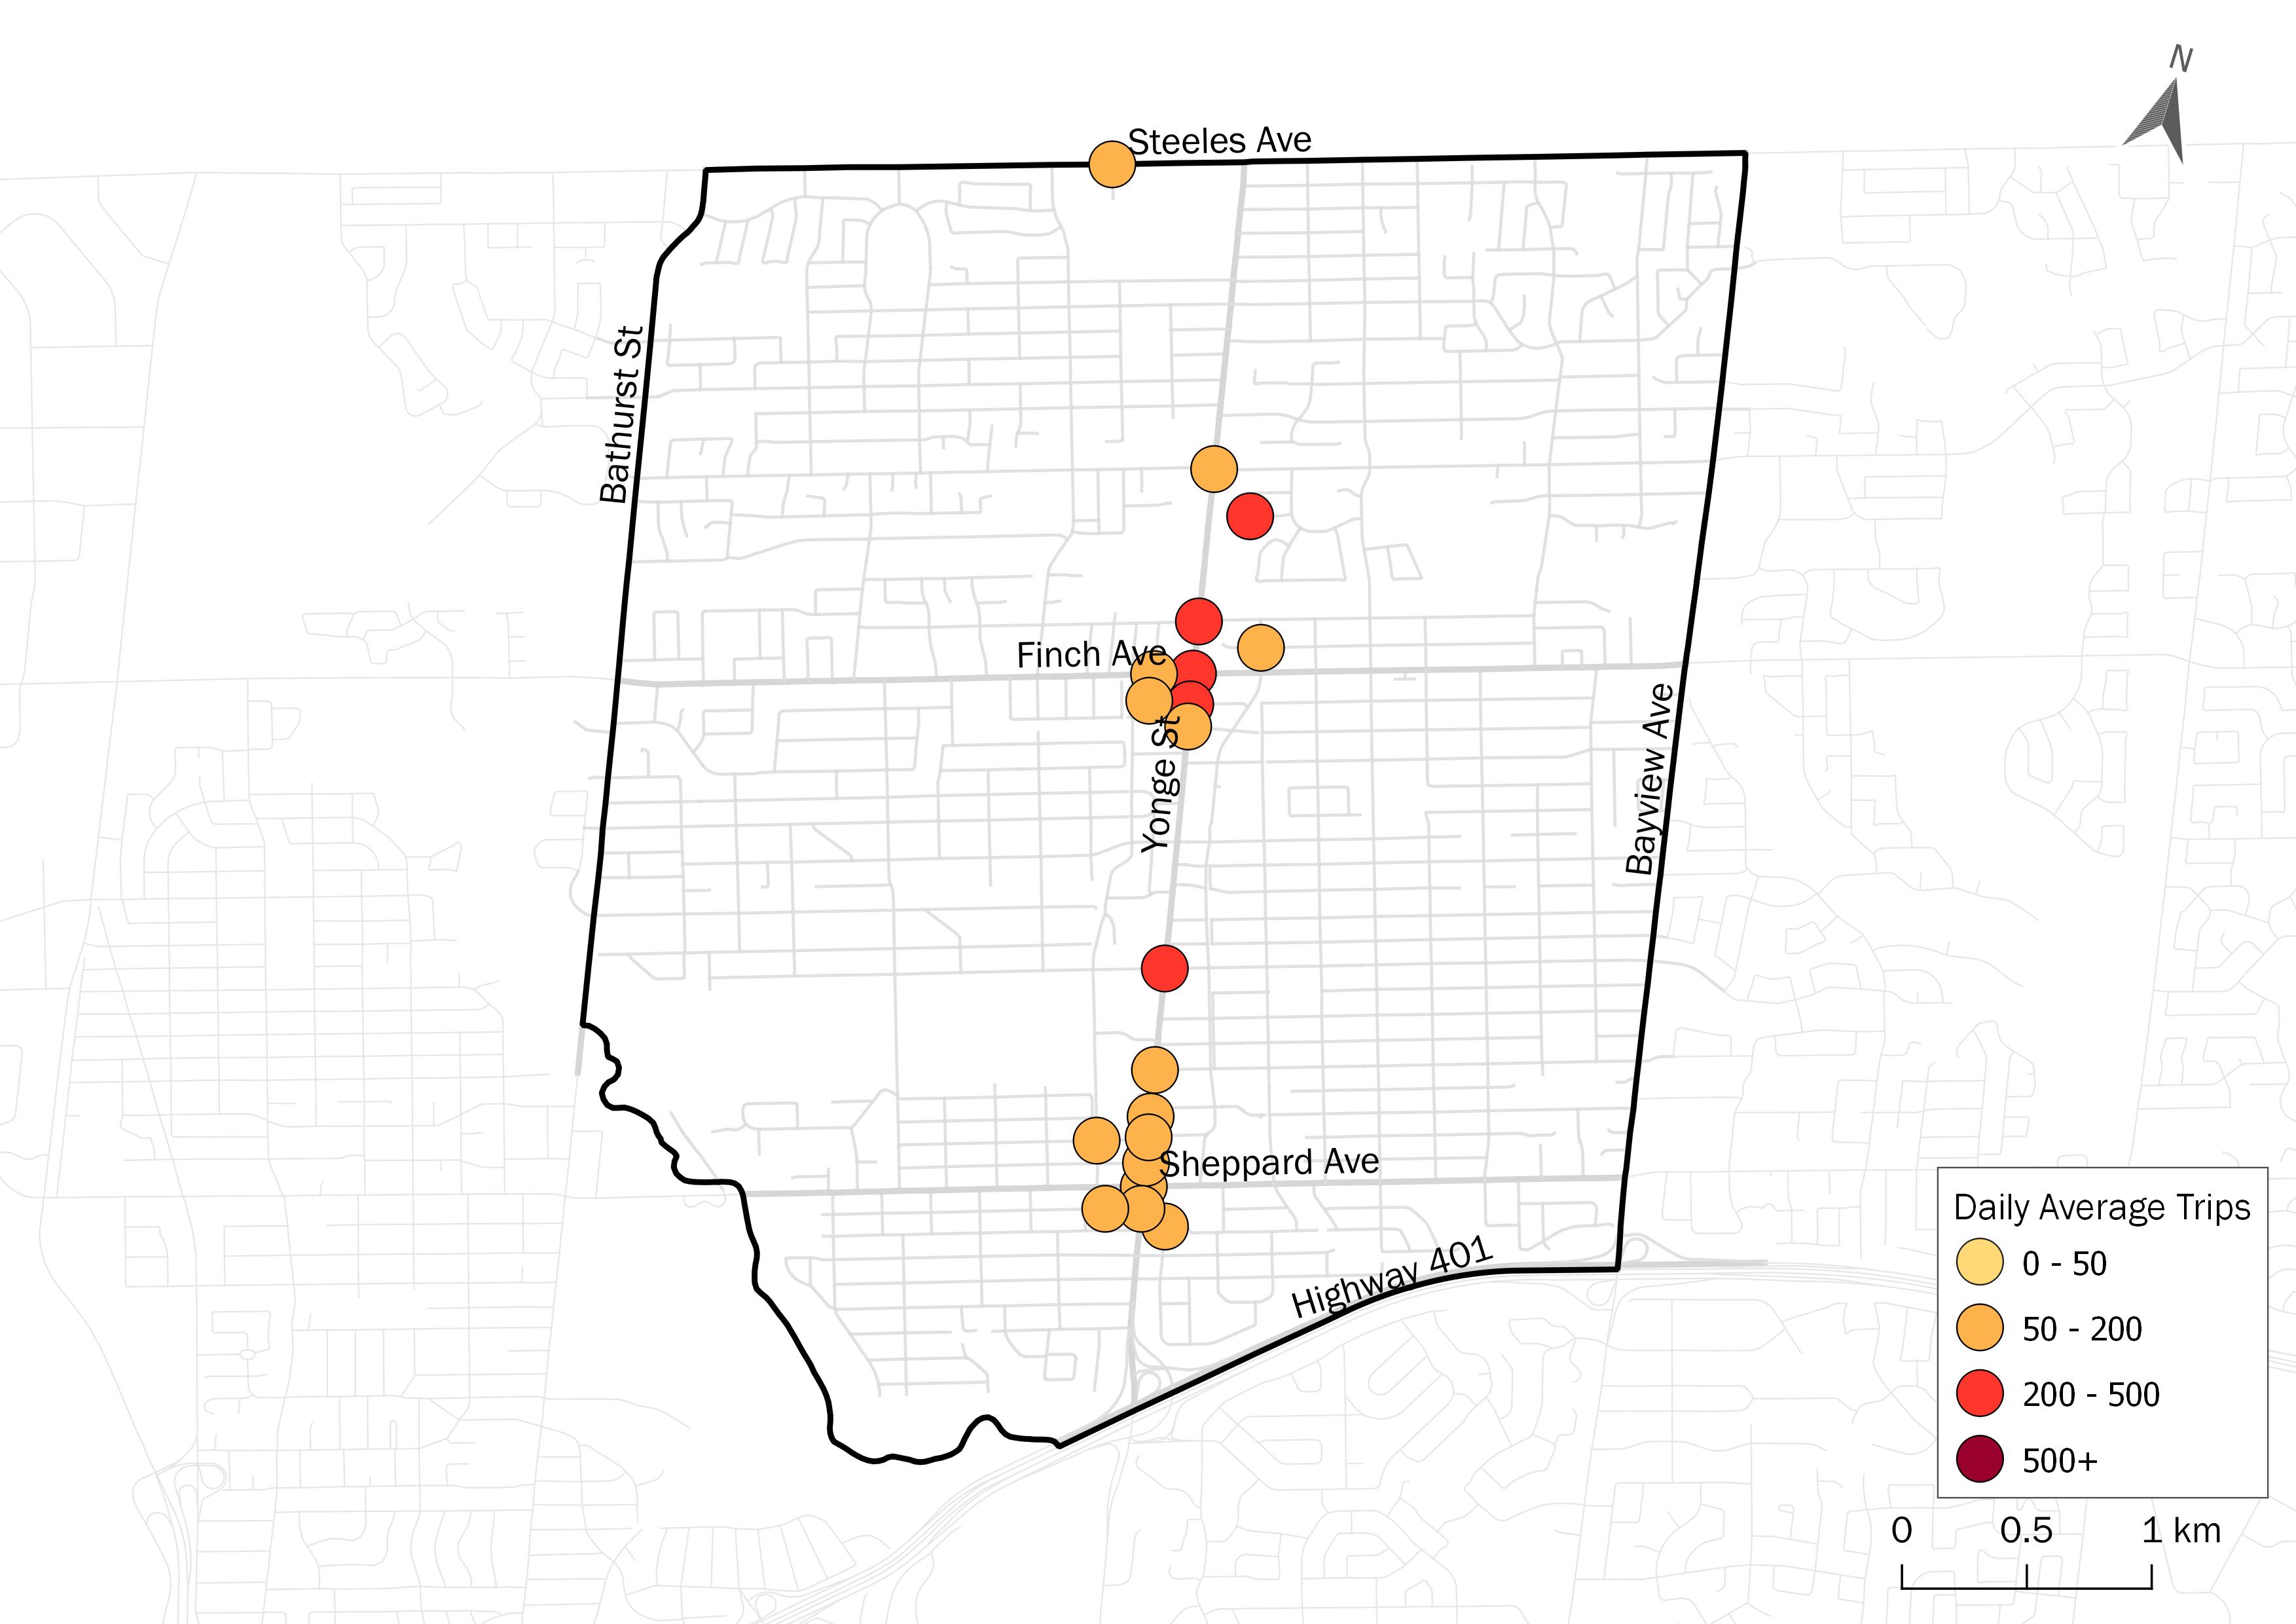 N
Steeles Ave
Bathurst St
Finch Ave
Yonge St
Bayview Ave
Sheppard Ave
Highway 401
Daily Average Trips
0 - 50
50 - 200
200 - 500
500+
0 0.5 1 km